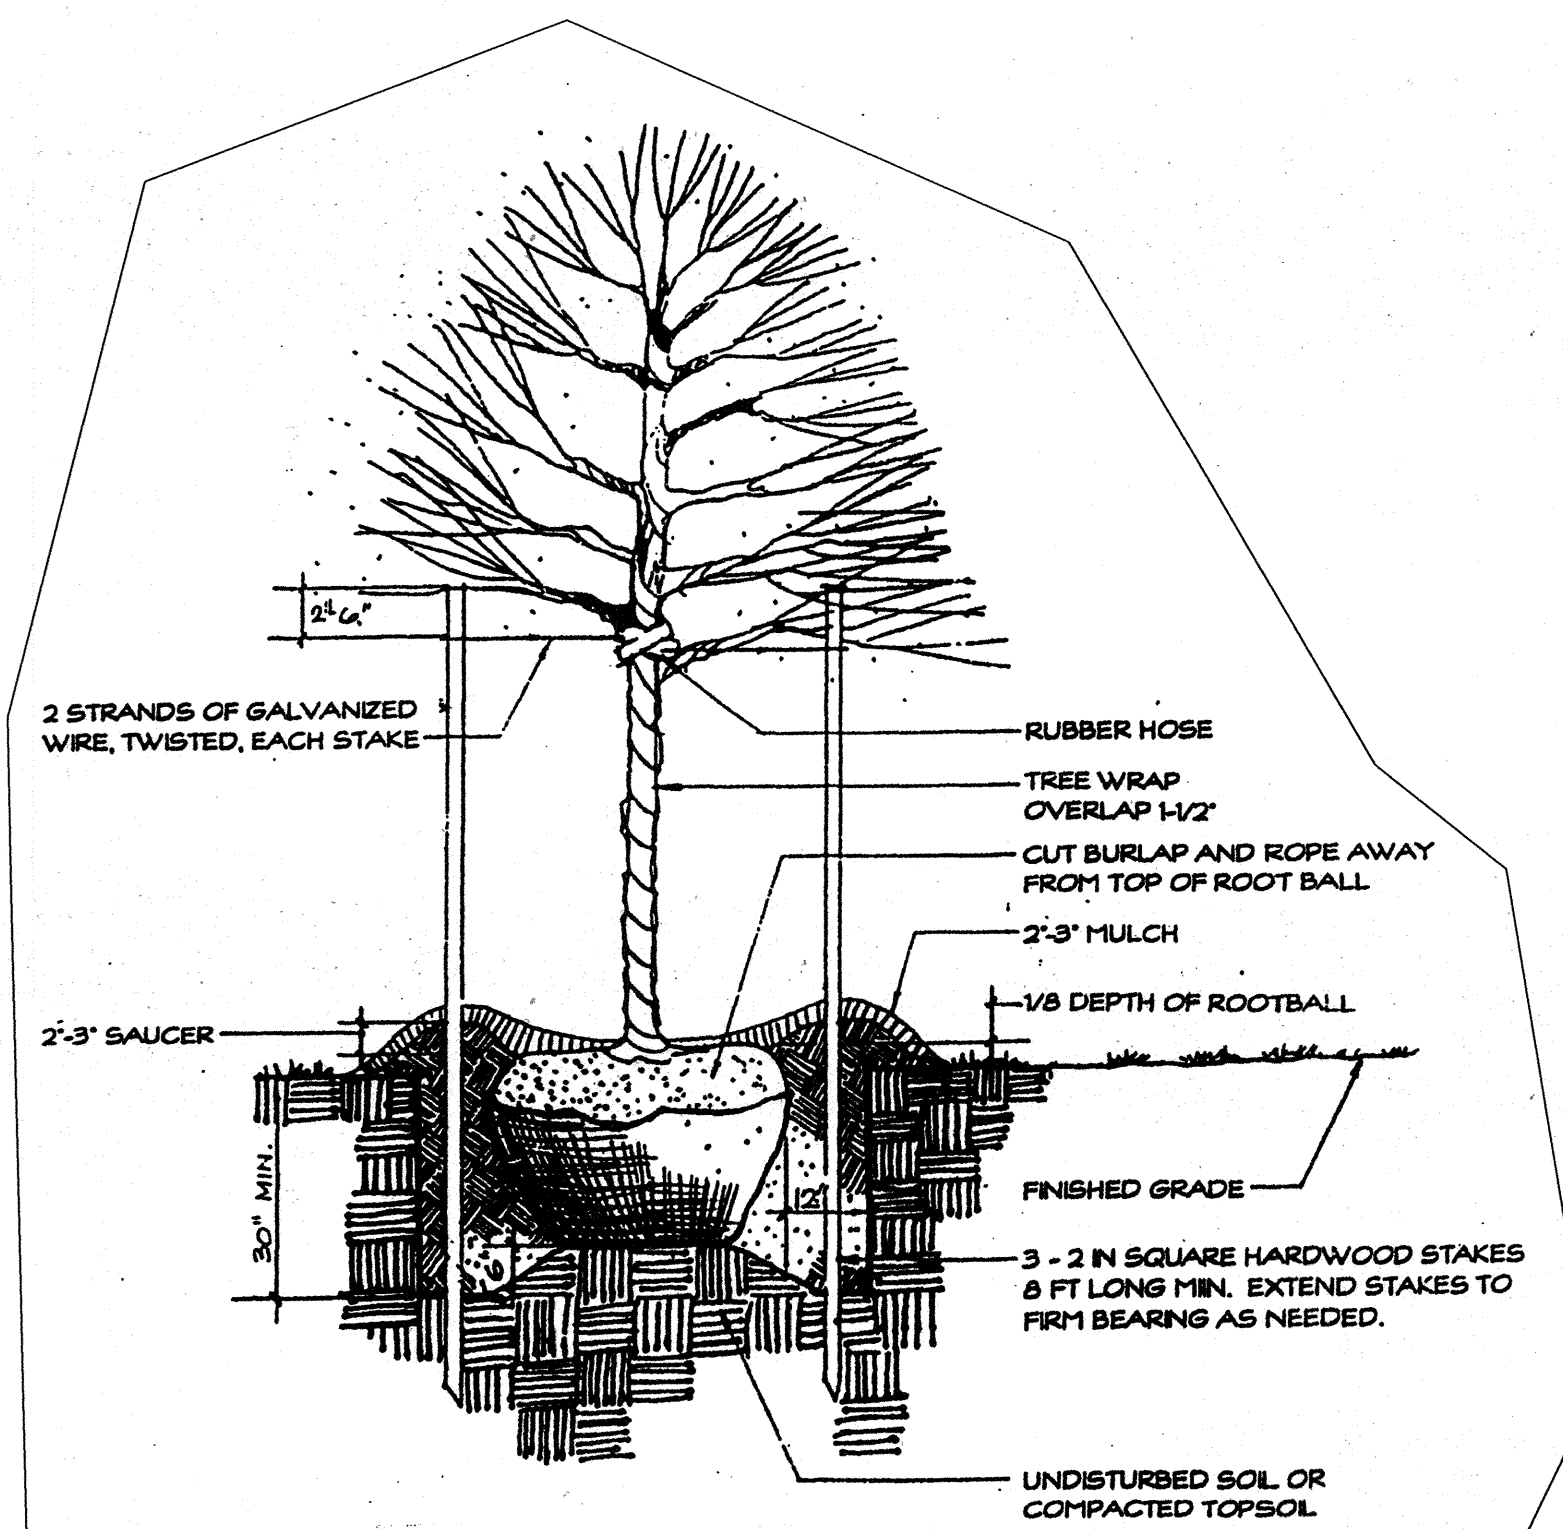 2"-6"
2 STRANDS OF GALVANIZED
WIRE, TWISTED, EACH STAKE
RUBBER HOSE
TREE WRAP
OVERLAP 1-1/2"
CUT BURLAP AND ROPE AWAY
FROM TOP OF ROOT BALL
2"-3" MULCH
1/8 DEPTH OF ROOTBALL
2"-3" SAUCER
30" MIN.
12"
6"
FINISHED GRADE
3 - 2 IN SQUARE HARDWOOD STAKES
8 FT LONG MIN. EXTEND STAKES TO
FIRM BEARING AS NEEDED.
UNDISTURBED SOIL OR
COMPACTED TOPSOIL